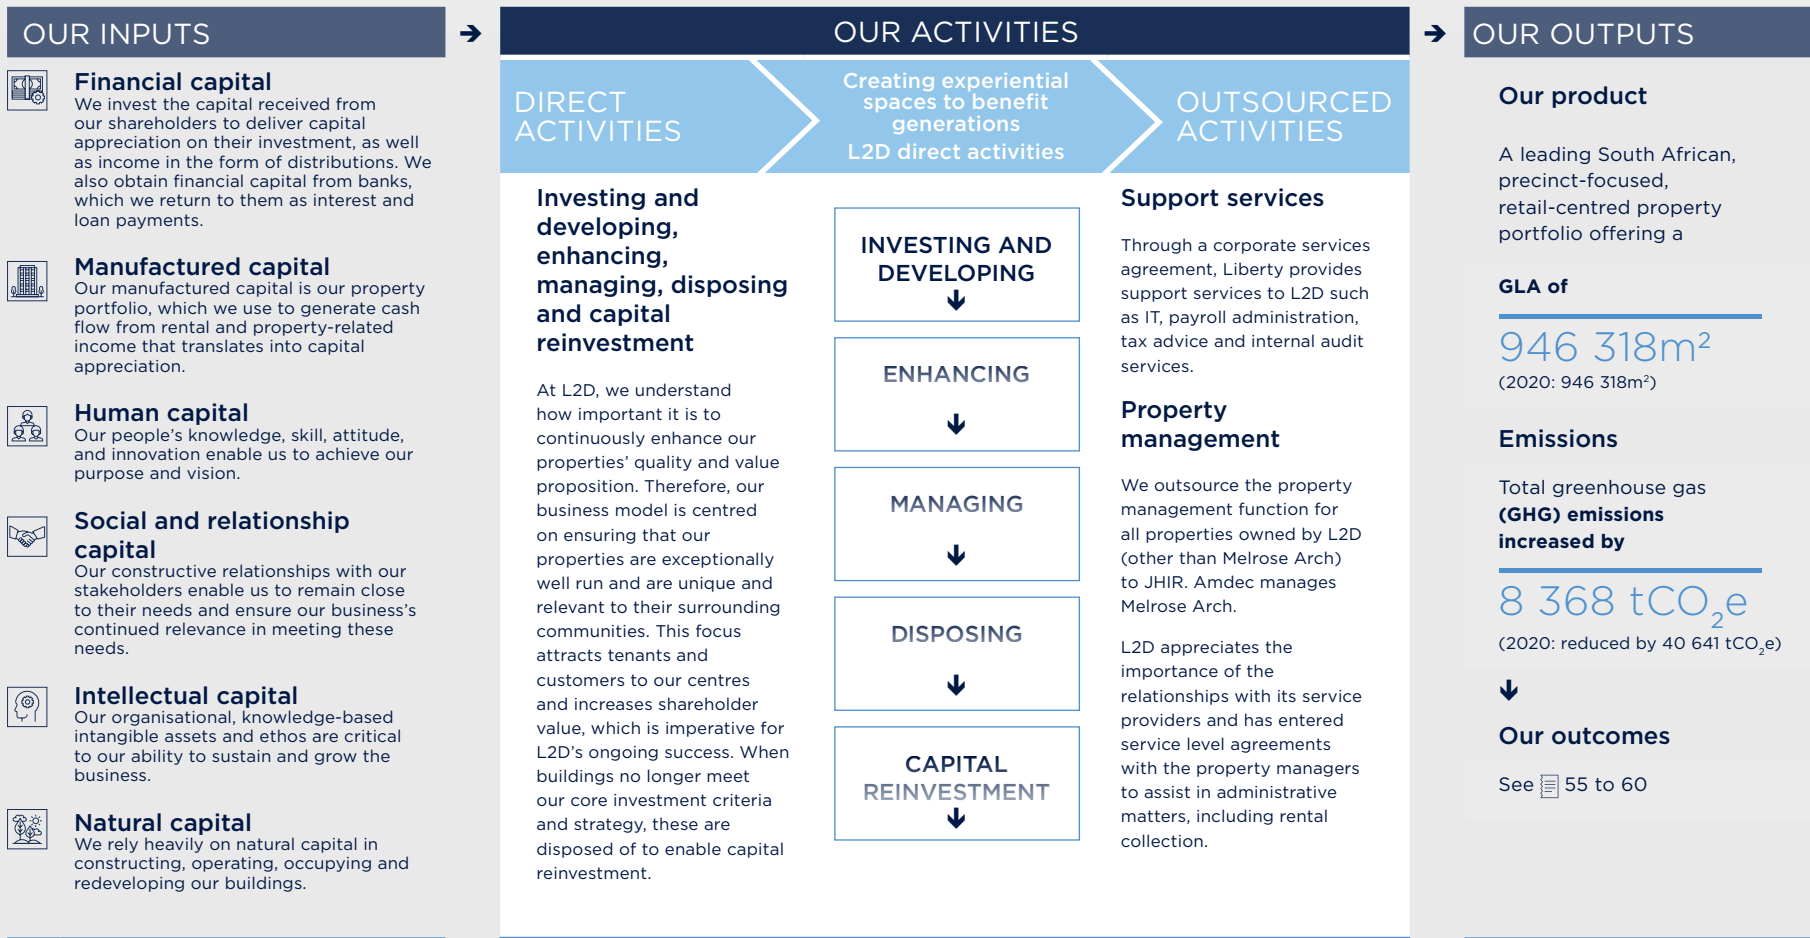 OUR INPUTS
Financial capital
We invest the capital received from
our shareholders to deliver capital
appreciation on their investment, as well
as income in the form of distributions. We
also obtain financial capital from banks,
which we return to them as interest and
loan payments.
Manufactured capital
Our manufactured capital is our property
portfolio, which we use to generate cash
flow from rental and property-related
income that translates into capital
appreciation.
Human capital
Our people's knowledge, skill, attitude,
and innovation enable us to achieve our
purpose and vision.
Social and relationship
capital
Our constructive relationships with our
stakeholders enable us to remain close
to their needs and ensure our business's
continued relevance in meeting these
needs.
Intellectual capital
Our organisational, knowledge-based
intangible assets and ethos are critical
to our ability to sustain and grow the
business.
Natural capital
We rely heavily on natural capital in
constructing, operating, occupying and
redeveloping our buildings.
OUR ACTIVITIES
DIRECT
ACTIVITIES
Creating experiential
spaces to benefit
generations
L2D direct activities
OUTSOURCED
ACTIVITIES
Investing and
developing,
enhancing,
managing, disposing
and capital
reinvestment
At L2D, we understand
how important it is to
continuously enhance our
properties' quality and value
proposition. Therefore, our
business model is centred
on ensuring that our
properties are exceptionally
well run and are unique and
relevant to their surrounding
communities. This focus
attracts tenants and
customers to our centres
and increases shareholder
value, which is imperative for
L2D's ongoing success. When
buildings no longer meet
our core investment criteria
and strategy, these are
disposed of to enable capital
reinvestment.
INVESTING AND
DEVELOPING
ENHANCING
MANAGING
DISPOSING
CAPITAL
REINVESTMENT
Support services
Through a corporate services
agreement, Liberty provides
support services to L2D such
as IT, payroll administration,
tax advice and internal audit
services.
Property
management
We outsource the property
management function for
all properties owned by L2D
(other than Melrose Arch)
to JHIR. Amdec manages
Melrose Arch.
L2D appreciates the
importance of the
relationships with its service
providers and has entered
service level agreements
with the property managers
to assist in administrative
matters, including rental
collection.
OUR OUTPUTS
Our product
A leading South African,
precinct-focused,
retail-centred property
portfolio offering a
GLA of
946 318m²
(2020: 946 318m²)
Emissions
Total greenhouse gas
(GHG) emissions
increased by
8 368 tCO₂e
(2020: reduced by 40 641 tCO₂e)
Our outcomes
See 55 to 60